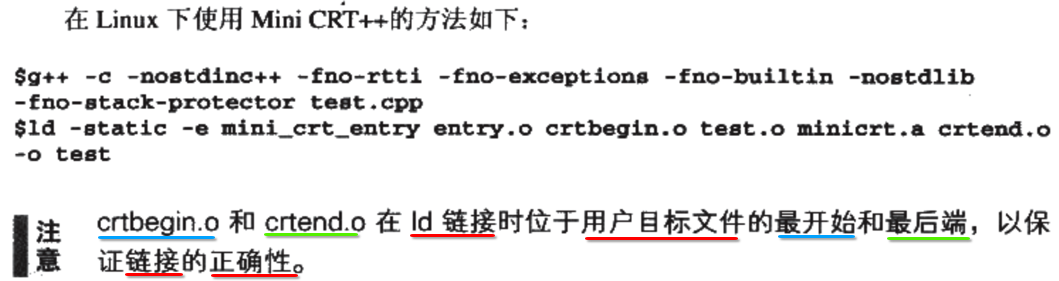 在 Linux 下使用 Mini CRT++的方法如下：
$g++ -c -nostdinc++ -fno-rtti -fno-exceptions -fno-builtin -nostdlib
-fno-stack-protector test.cpp
$ld -static -e mini_crt_entry entry.o crtbegin.o test.o minicrt.a crtend.o
-o test
注意
crtbegin.o 和 crtend.o 在 ld 链接时位于用户目标文件的最开始和最后端，以保
证链接的正确性。